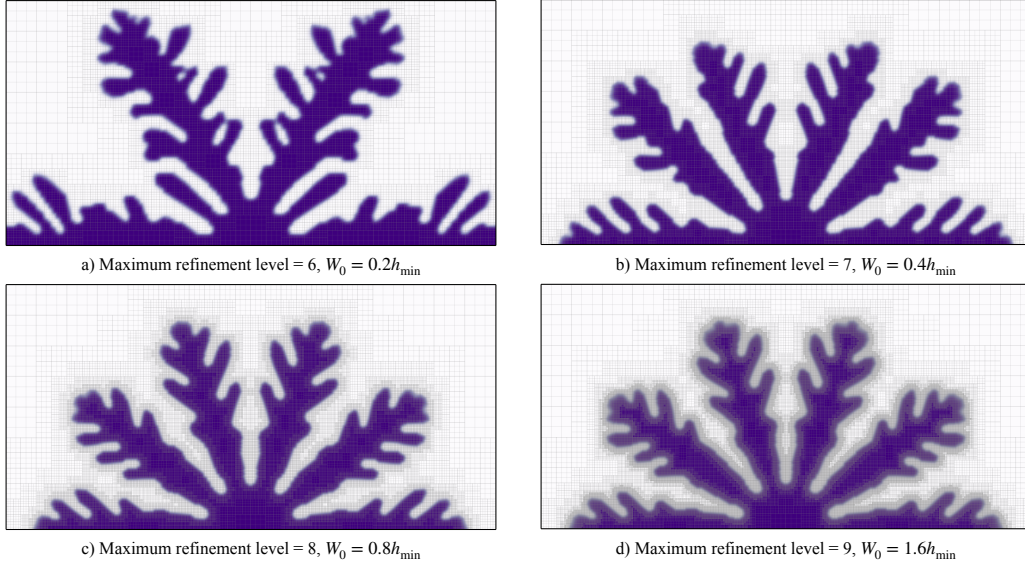 a) Maximum refinement level = 6, W₀ = 0.2hₘᵢₙ
b) Maximum refinement level = 7, W₀ = 0.4hₘᵢₙ
c) Maximum refinement level = 8, W₀ = 0.8hₘᵢₙ
d) Maximum refinement level = 9, W₀ = 1.6hₘᵢₙ